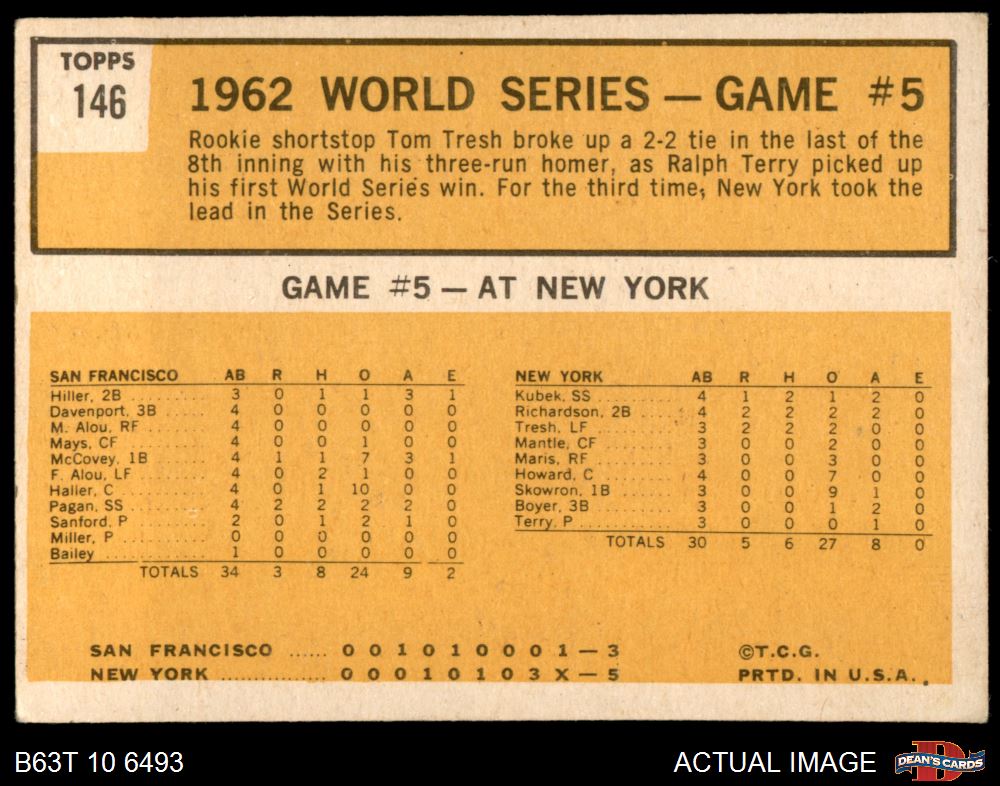 TOPPS
146
1962 WORLD SERIES — GAME #5
Rookie shortstop Tom Tresh broke up a 2-2 tie in the last of the
8th inning with his three-run homer, as Ralph Terry picked up
his first World Series win. For the third time, New York took the
lead in the Series.
GAME #5 — AT NEW YORK
SAN FRANCISCO AB R H O A E
Hiller, 2B ......... 3 0 1 1 3 1
Davenport, 3B ...... 4 0 0 0 0 0
M. Alou, RF ........ 4 0 0 0 0 0
Mays, CF ........... 4 0 0 1 0 0
McCovey, 1B ........ 4 1 1 7 3 1
F. Alou, LF ........ 4 0 2 1 0 0
Haller, C .......... 4 0 1 10 0 0
Pagan, SS .......... 4 2 2 2 2 0
Sanford, P ......... 2 0 1 2 1 0
Miller, P .......... 0 0 0 0 0 0
Bailey ............. 1 0 0 0 0 0
TOTALS 34 3 8 24 9 2
NEW YORK AB R H O A E
Kubek, SS .......... 4 1 2 1 2 0
Richardson, 2B ..... 4 2 2 2 2 0
Tresh, LF .......... 3 2 2 2 0 0
Mantle, CF ......... 3 0 0 2 0 0
Maris, RF .......... 3 0 0 3 0 0
Howard, C .......... 4 0 0 7 0 0
Skowron, 1B ........ 3 0 0 9 1 0
Boyer, 3B .......... 3 0 0 1 2 0
Terry, P ........... 3 0 0 0 1 0
TOTALS 30 5 6 27 8 0
SAN FRANCISCO ...... 0 0 1 0 1 0 0 0 1 — 3
NEW YORK ................ 0 0 0 1 0 1 0 3 X — 5
©T.C.G.
PRTD. IN U.S.A.
B63T 10 6493
ACTUAL IMAGE
D
DEAN'S CARDS